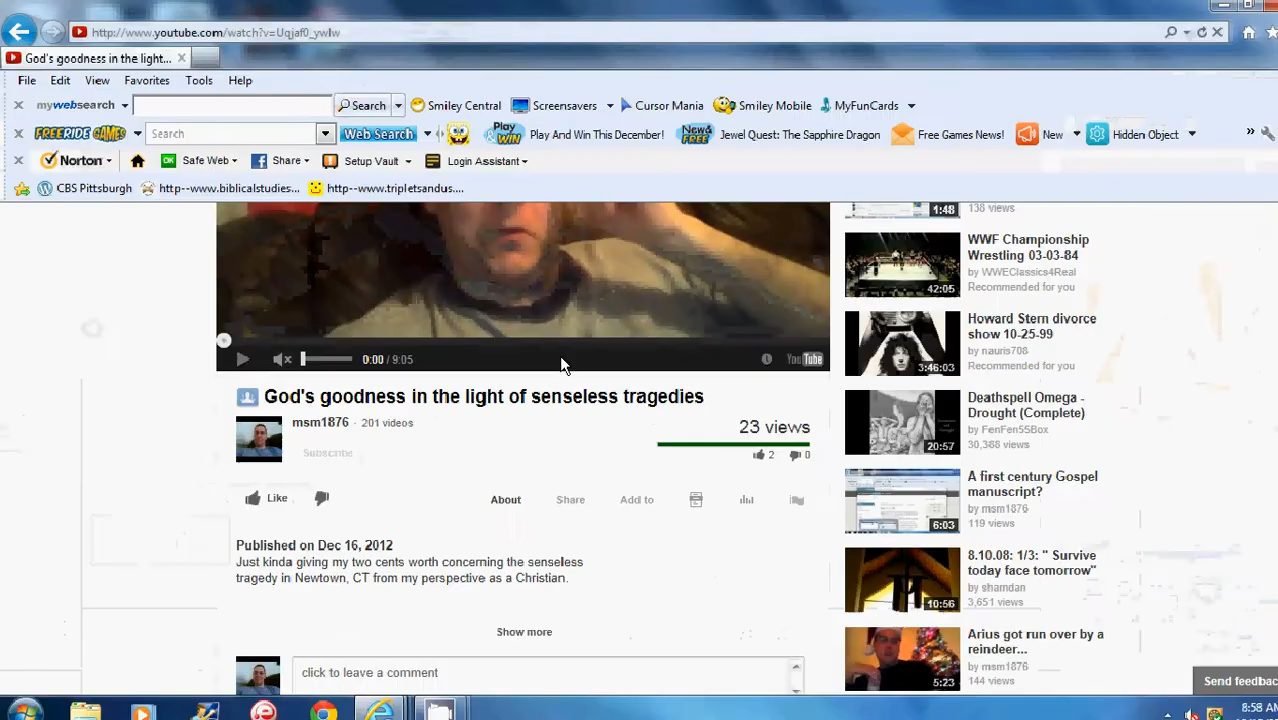 http://www.youtube.com/watch?v=Uqjaf0_ywIw
God's goodness in the light...
File Edit View Favorites Tools Help
mywebsearch Search Smiley Central Screensavers Cursor Mania Smiley Mobile MyFunCards
FREERIDE GAMES Search Web Search Play WIN Play And Win This December! New & FREE Jewel Quest: The Sapphire Dragon Free Games News! New Hidden Object
Norton OK Safe Web Share Setup Vault Login Assistant
CBS Pittsburgh http--www.biblicalstudies... http--www.tripletsandus....
1:48
138 views
WWF Championship
Wrestling 03-03-84
by WWEClassics4Real
Recommended for you
42:05
Howard Stern divorce
show 10-25-99
by nauris708
Recommended for you
3:46:03
0:00 / 9:05
YouTube
God's goodness in the light of senseless tragedies
msm1876 201 videos
Subscribe
23 views
2 0
Like
About Share Add to
Published on Dec 16, 2012
Just kinda giving my two cents worth concerning the senseless
tragedy in Newtown, CT from my perspective as a Christian.
Show more
click to leave a comment
Deathspell Omega -
Drought (Complete)
by FenFenSSBox
30,388 views
20:57
A first century Gospel
manuscript?
by msm1876
119 views
6:03
8.10.08: 1/3: " Survive
today face tomorrow"
by shamdan
3,651 views
10:56
Arius got run over by a
reindeer...
by msm1876
144 views
5:23
Send feedbac
8:58 AM